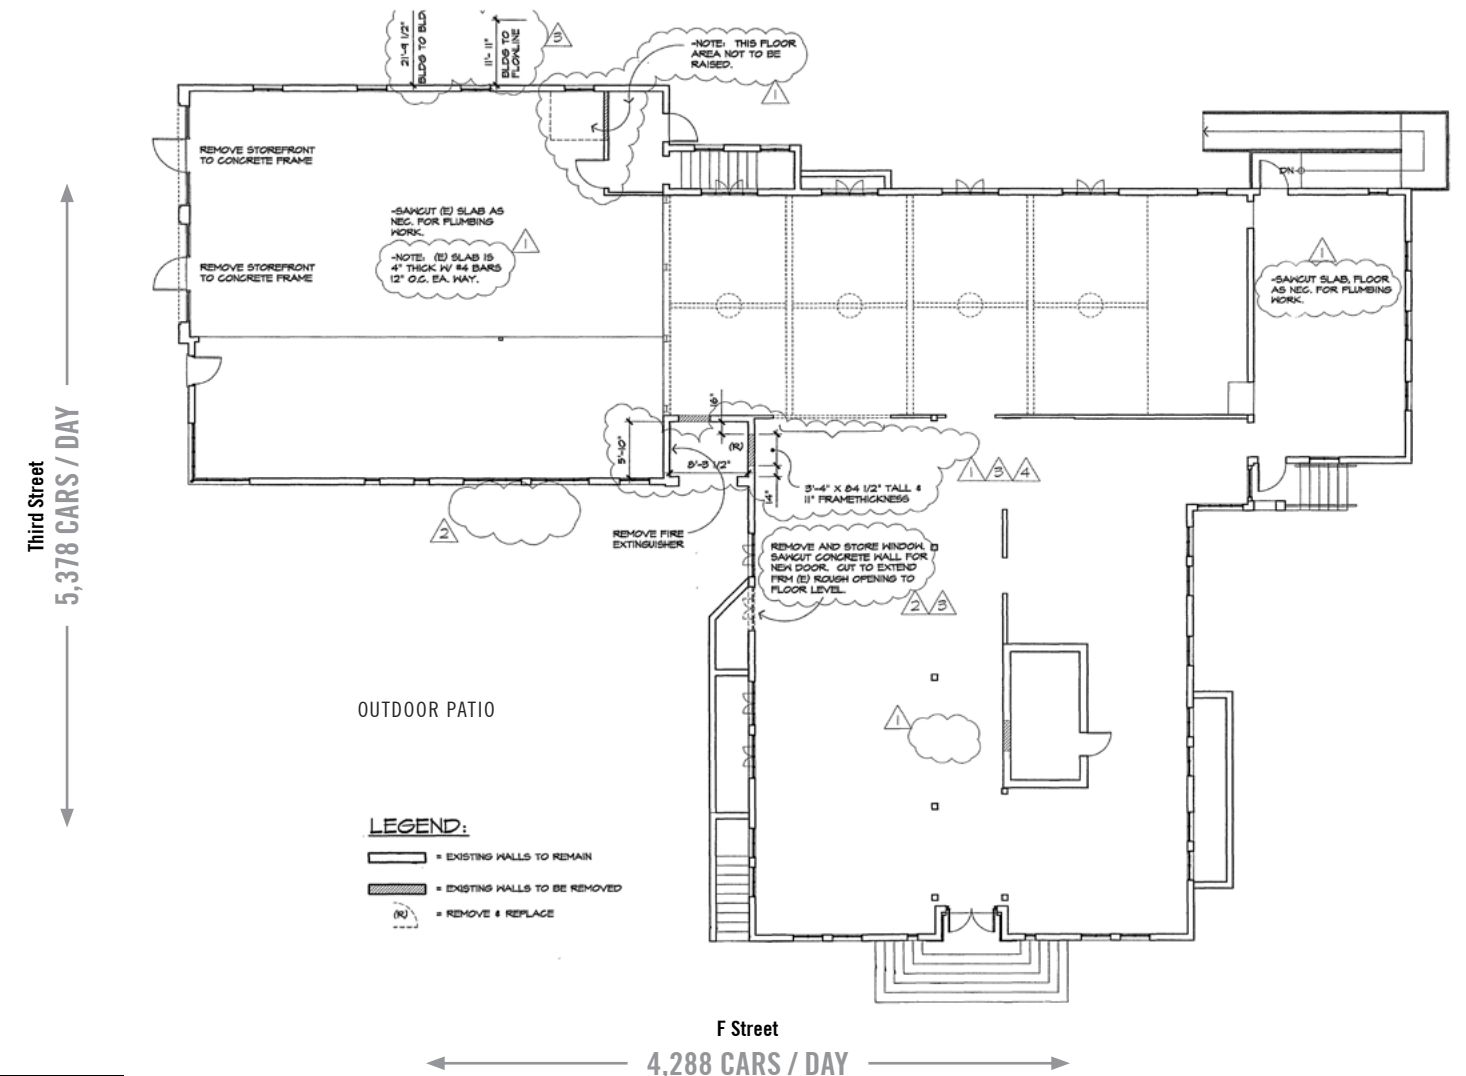 21'-9 1/2"
BLDG TO BLD
11'- 11"
BLDG TO
FLOWLINE
3
-NOTE: THIS FLOOR
AREA NOT TO BE
RAISED.
1
REMOVE STOREFRONT
TO CONCRETE FRAME
DN
-SAWCUT (E) SLAB AS
NEC. FOR PLUMBING
WORK.
1
-NOTE: (E) SLAB IS
4" THICK W/ #4 BARS
12" O.C. EA. WAY.
REMOVE STOREFRONT
TO CONCRETE FRAME
1
-SAWCUT SLAB, FLOOR
AS NEC. FOR PLUMBING
WORK.
16"
5'-10"
(R)
8'-3 1/2"
14"
3'-4" X 84 1/2" TALL &
11" FRAMETHICKNESS
1 3 4
2
REMOVE FIRE
EXTINGUISHER
REMOVE AND STORE WINDOW.
SAWCUT CONCRETE WALL FOR
NEW DOOR. CUT TO EXTEND
FRM (E) ROUGH OPENING TO
FLOOR LEVEL.
2 3
Third Street
5,378 CARS / DAY
OUTDOOR PATIO
1
LEGEND:
= EXISTING WALLS TO REMAIN
= EXISTING WALLS TO BE REMOVED
(R) = REMOVE & REPLACE
F Street
4,288 CARS / DAY